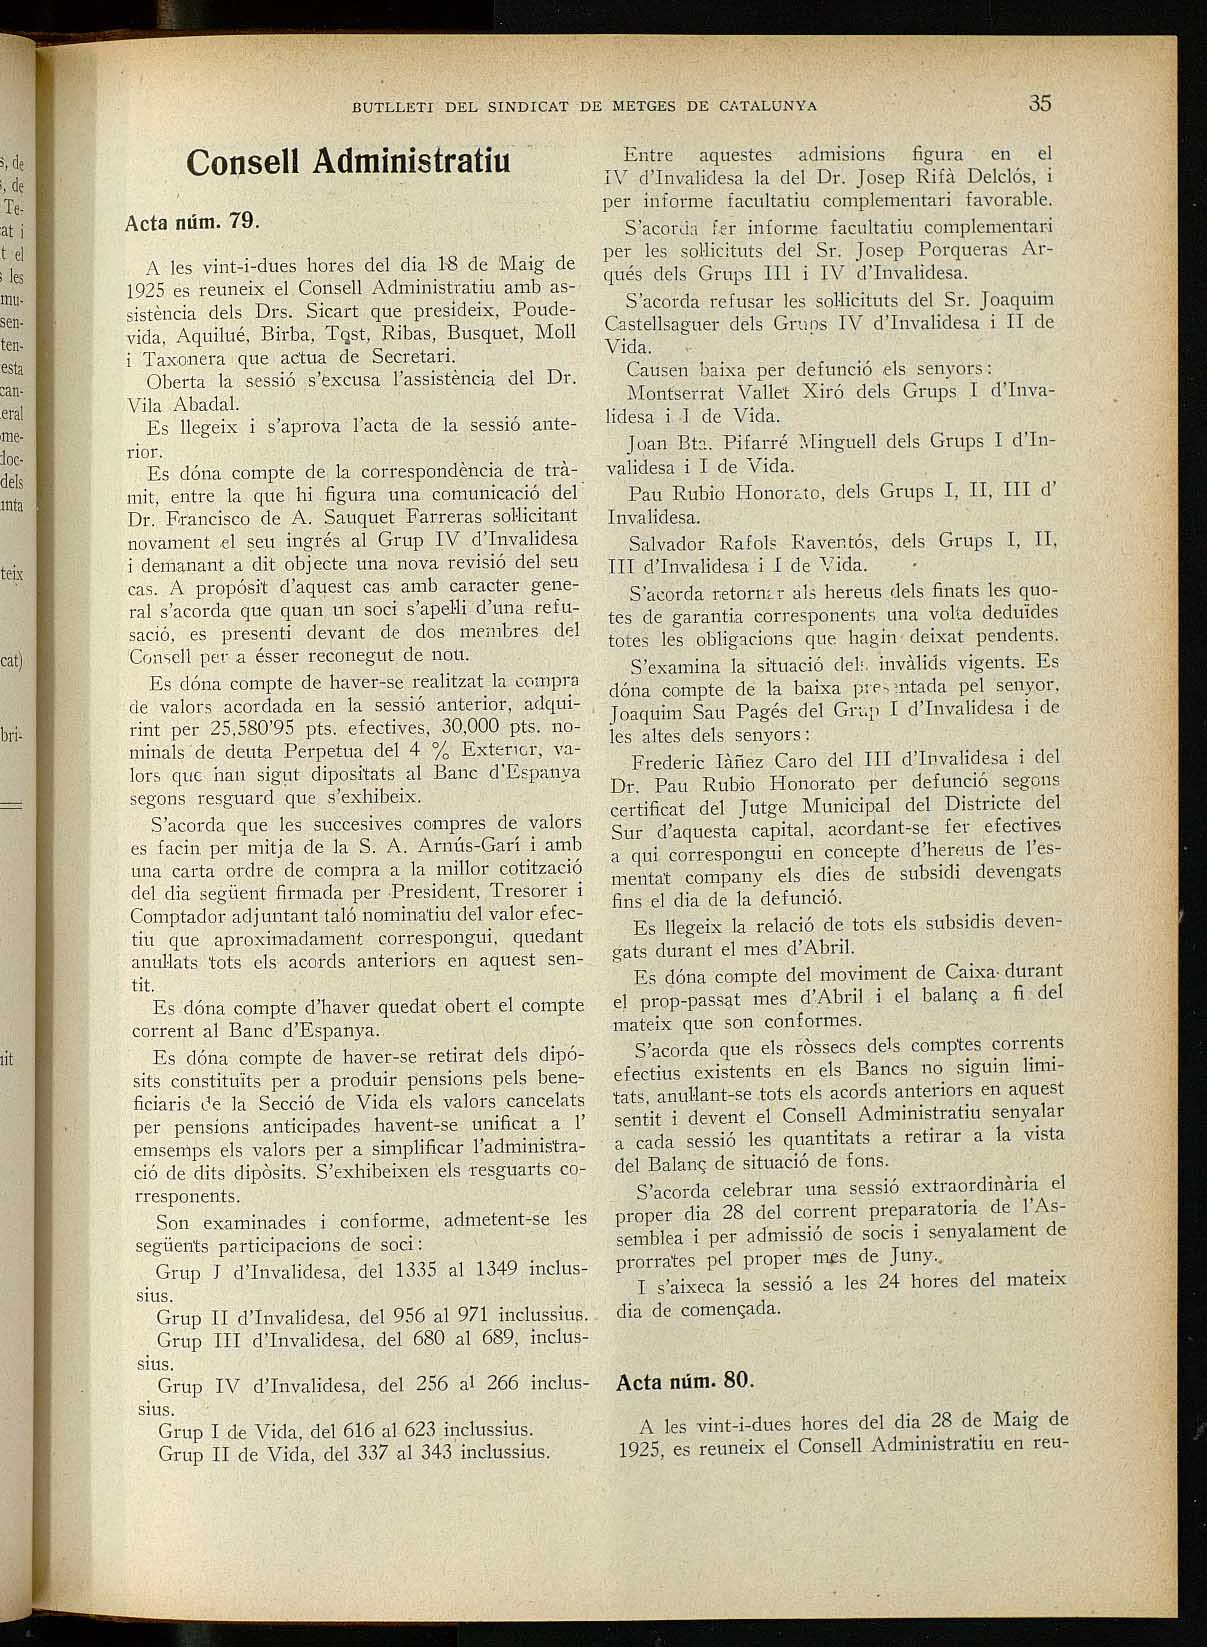 BUTLLETI DEL SINDICAT DE METGES DE CATALUNYA 35
Consell Administratiu
Acta núm. 79.
A les vint-i-dues hores del dia 18 de Maig de
1925 es reuneix el Consell Administratiu amb as-
sistència dels Drs. Sicart que presideix, Poude-
vida, Aquilué, Birba, Tost, Ribas, Busquet, Moll
i Taxonera que actua de Secretari.
Oberta la sessió s'excusa l'assistència del Dr.
Vila Abadal.
Es llegeix i s'aprova l'acta de la sessió ante-
rior.
Es dóna compte de la correspondència de trà-
mit, entre la que hi figura una comunicació del
Dr. Francisco de A. Sauquet Farreras sol·licitant
novament el seu ingrés al Grup IV d'Invalidesa
i demanant a dit objecte una nova revisió del seu
cas. A propósit d'aquest cas amb caracter gene-
ral s'acorda que quan un soci s'apel·li d'una refu-
sació, es presenti devant de dos membres del
Consell per a ésser reconegut de nou.
Es dóna compte de haver-se realitzat la compra
de valors acordada en la sessió anterior, adqui-
rint per 25,580'95 pts. efectives, 30,000 pts. no-
minals de deuta Perpetua del 4 % Exterior, va-
lors que han sigut dipositats al Banc d'Espanya
segons resguard que s'exhibeix.
S'acorda que les succesives compres de valors
es facin per mitja de la S. A. Arnús-Garí i amb
una carta ordre de compra a la millor cotització
del dia següent firmada per President, Tresorer i
Comptador adjuntant taló nominatiu del valor efec-
tiu que aproximadament correspongui, quedant
anul·lats tots els acords anteriors en aquest sen-
tit.
Es dóna compte d'haver quedat obert el compte
corrent al Banc d'Espanya.
Es dóna compte de haver-se retirat dels dipó-
sits constituïts per a produir pensions pels bene-
ficiaris de la Secció de Vida els valors cancelats
per pensions anticipades havent-se unificat a l'
emsemps els valors per a simplificar l'administra-
ció de dits dipòsits. S'exhibeixen els resguarts co-
rresponents.
Son examinades i conforme, admetent-se les
següents participacions de soci:
Grup I d'Invalidesa, del 1335 al 1349 inclus-
sius.
Grup II d'Invalidesa, del 956 al 971 inclussius.
Grup III d'Invalidesa, del 680 al 689, inclus-
sius.
Grup IV d'Invalidesa, del 256 al 266 inclus-
sius.
Grup I de Vida, del 616 al 623 inclussius.
Grup II de Vida, del 337 al 343 inclussius.
Entre aquestes admisions figura en el
IV d'Invalidesa la del Dr. Josep Rifà Delclós, i
per informe facultatiu complementari favorable.
S'acorda fer informe facultatiu complementari
per les sol·licituts del Sr. Josep Porqueras Ar-
qués dels Grups III i IV d'Invalidesa.
S'acorda refusar les sol·licituts del Sr. Joaquim
Castellsaguer dels Grups IV d'Invalidesa i II de
Vida.
Causen baixa per defunció els senyors:
Montserrat Vallet Xiró dels Grups I d'Inva-
lidesa i I de Vida.
Joan Bta. Pifarré Minguell dels Grups I d'In-
validesa i I de Vida.
Pau Rubio Honorato, dels Grups I, II, III d'
Invalidesa.
Salvador Rafols Raventós, dels Grups I, II,
III d'Invalidesa i I de Vida.
S'acorda retornar als hereus dels finats les quo-
tes de garantia corresponents una volta deduïdes
totes les obligacions que hagin deixat pendents.
S'examina la situació dels invàlids vigents. Es
dóna compte de la baixa presentada pel senyor,
Joaquim Sau Pagés del Grup I d'Invalidesa i de
les altes dels senyors:
Frederic Iàñez Caro del III d'Invalidesa i del
Dr. Pau Rubio Honorato per defunció segons
certificat del Jutge Municipal del Districte del
Sur d'aquesta capital, acordant-se fer efectives
a qui correspongui en concepte d'hereus de l'es-
mentat company els dies de subsidi devengats
fins el dia de la defunció.
Es llegeix la relació de tots els subsidis deven-
gats durant el mes d'Abril.
Es dóna compte del moviment de Caixa durant
el prop-passat mes d'Abril i el balanç a fi del
mateix que son conformes.
S'acorda que els ròssecs dels comptes corrents
efectius existents en els Bancs no siguin limi-
tats, anul·lant-se tots els acords anteriors en aquest
sentit i devent el Consell Administratiu senyalar
a cada sessió les quantitats a retirar a la vista
del Balanç de situació de fons.
S'acorda celebrar una sessió extraordinària el
proper dia 28 del corrent preparatoria de l'As-
semblea i per admissió de socis i senyalament de
prorrates pel proper mes de Juny.
I s'aixeca la sessió a les 24 hores del mateix
dia de començada.
Acta núm. 80.
A les vint-i-dues hores del dia 28 de Maig de
1925, es reuneix el Consell Administratiu en reu-